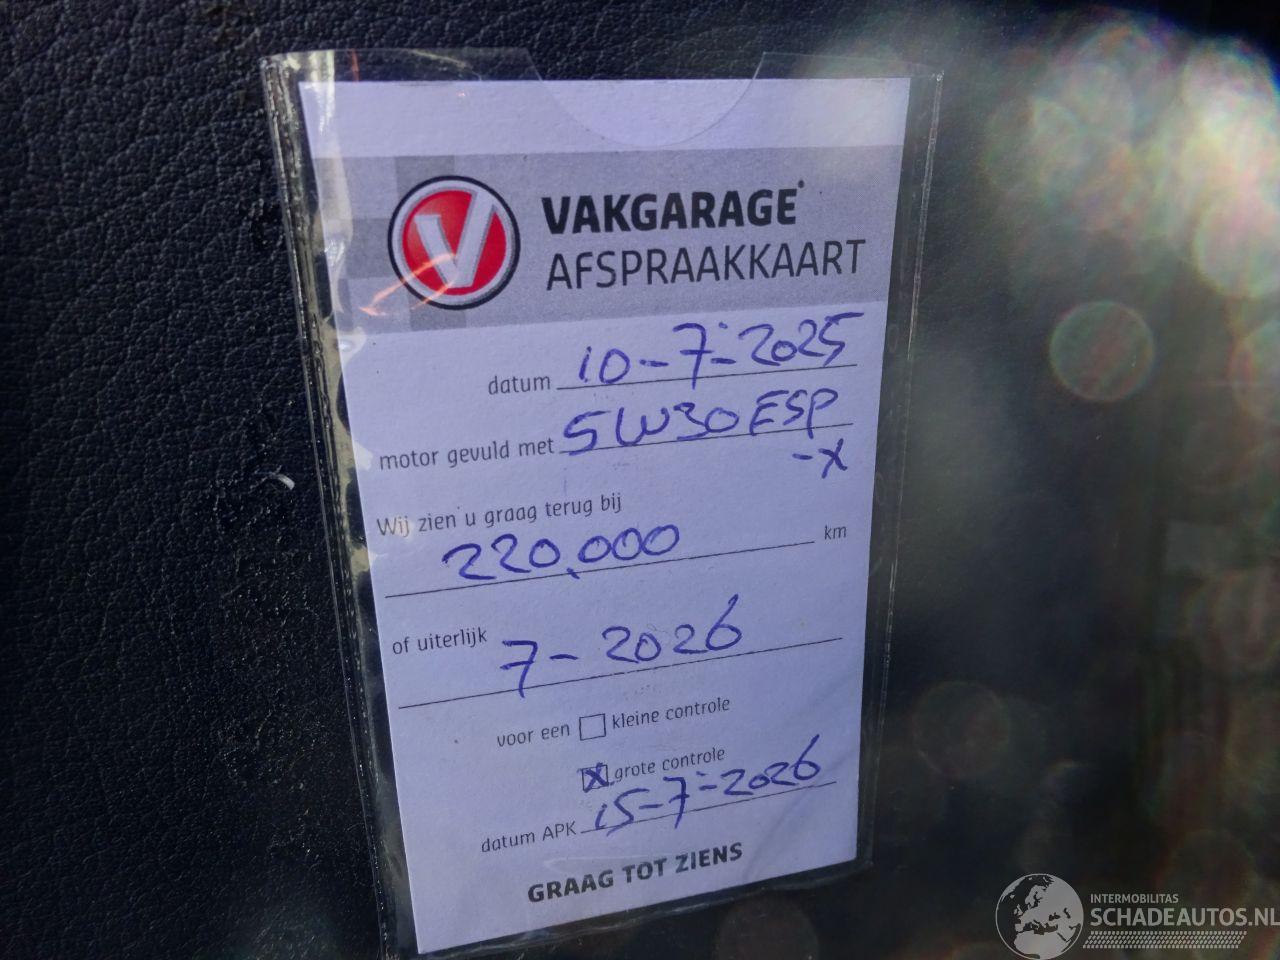 V
VAKGARAGE
AFSPRAAKKAART
datum 10-7-2025
motor gevuld met 5W30 ESP
-X
Wij zien u graag terug bij
220.000 km
of uiterlijk 7-2026
voor een kleine controle
X grote controle
datum APK 15-7-2026
GRAAG TOT ZIENS
INTERMOBILITAS
SCHADEAUTOS.NL